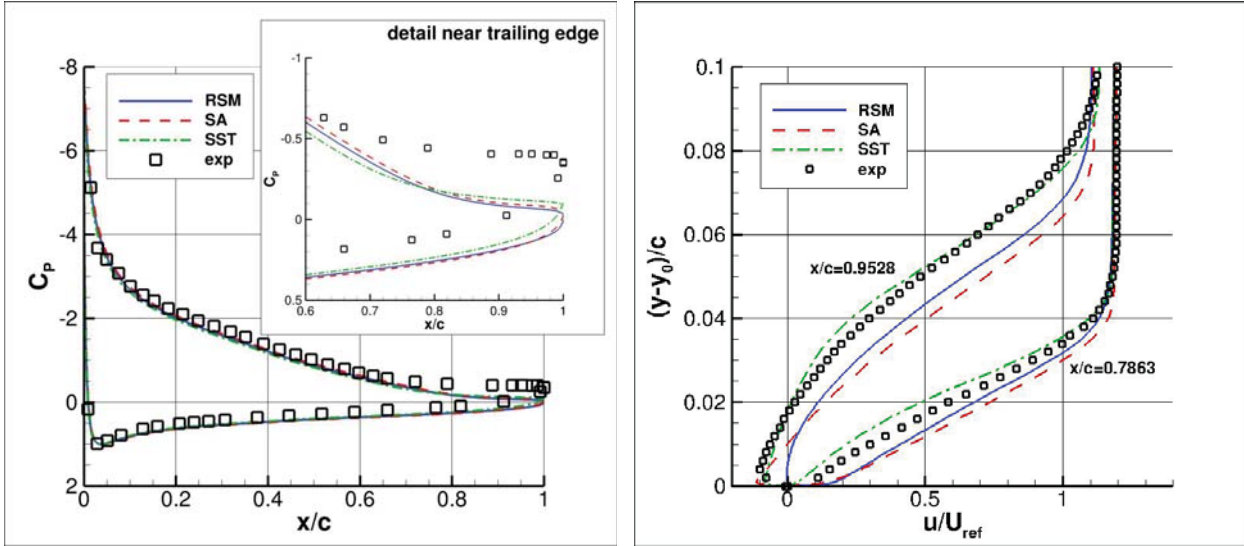 detail near trailing edge
-1
-0.5
0
0.5
C_P
0.6 0.7 0.8 0.9 1
x/c
-8
-6
-4
-2
0
2
C_P
RSM
SA
SST
exp
0 0.2 0.4 0.6 0.8 1
x/c
0.1
0.08
0.06
0.04
0.02
0
(y-y_0)/c
RSM
SA
SST
exp
x/c=0.9528
x/c=0.7863
0 0.5 1
u/U_ref